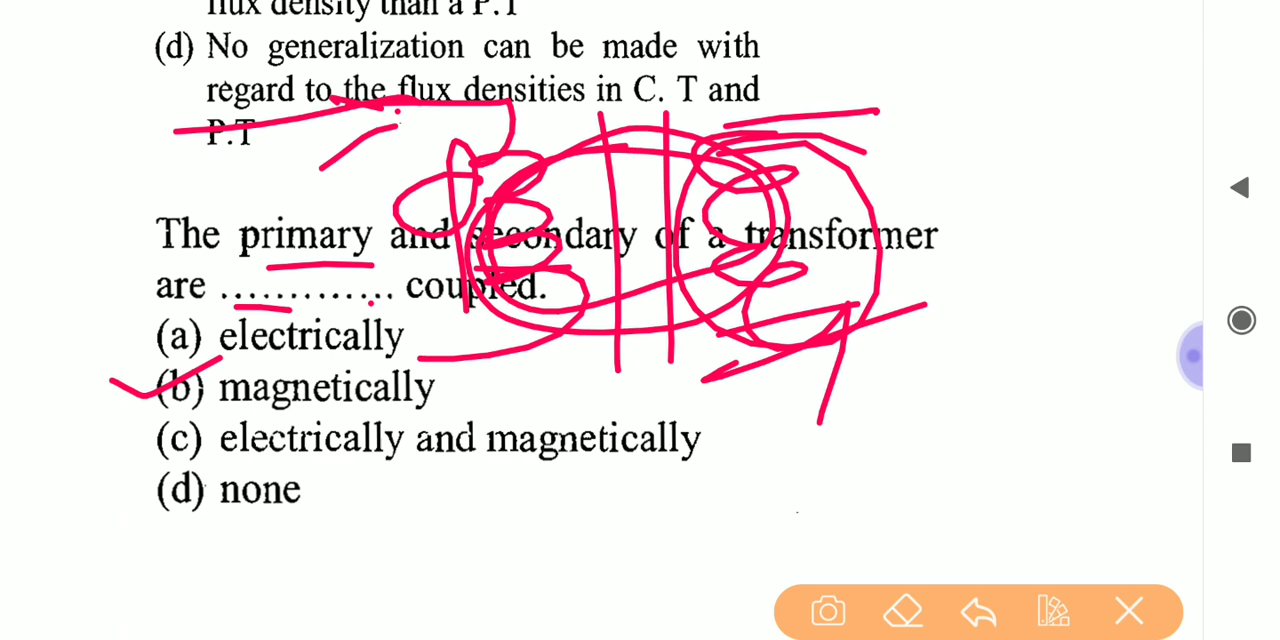 flux density than a P.T
(d) No generalization can be made with
regard to the flux densities in C. T and
P.T
The primary and secondary of a transformer
are ............. coupled.
(a) electrically
(b) magnetically
(c) electrically and magnetically
(d) none